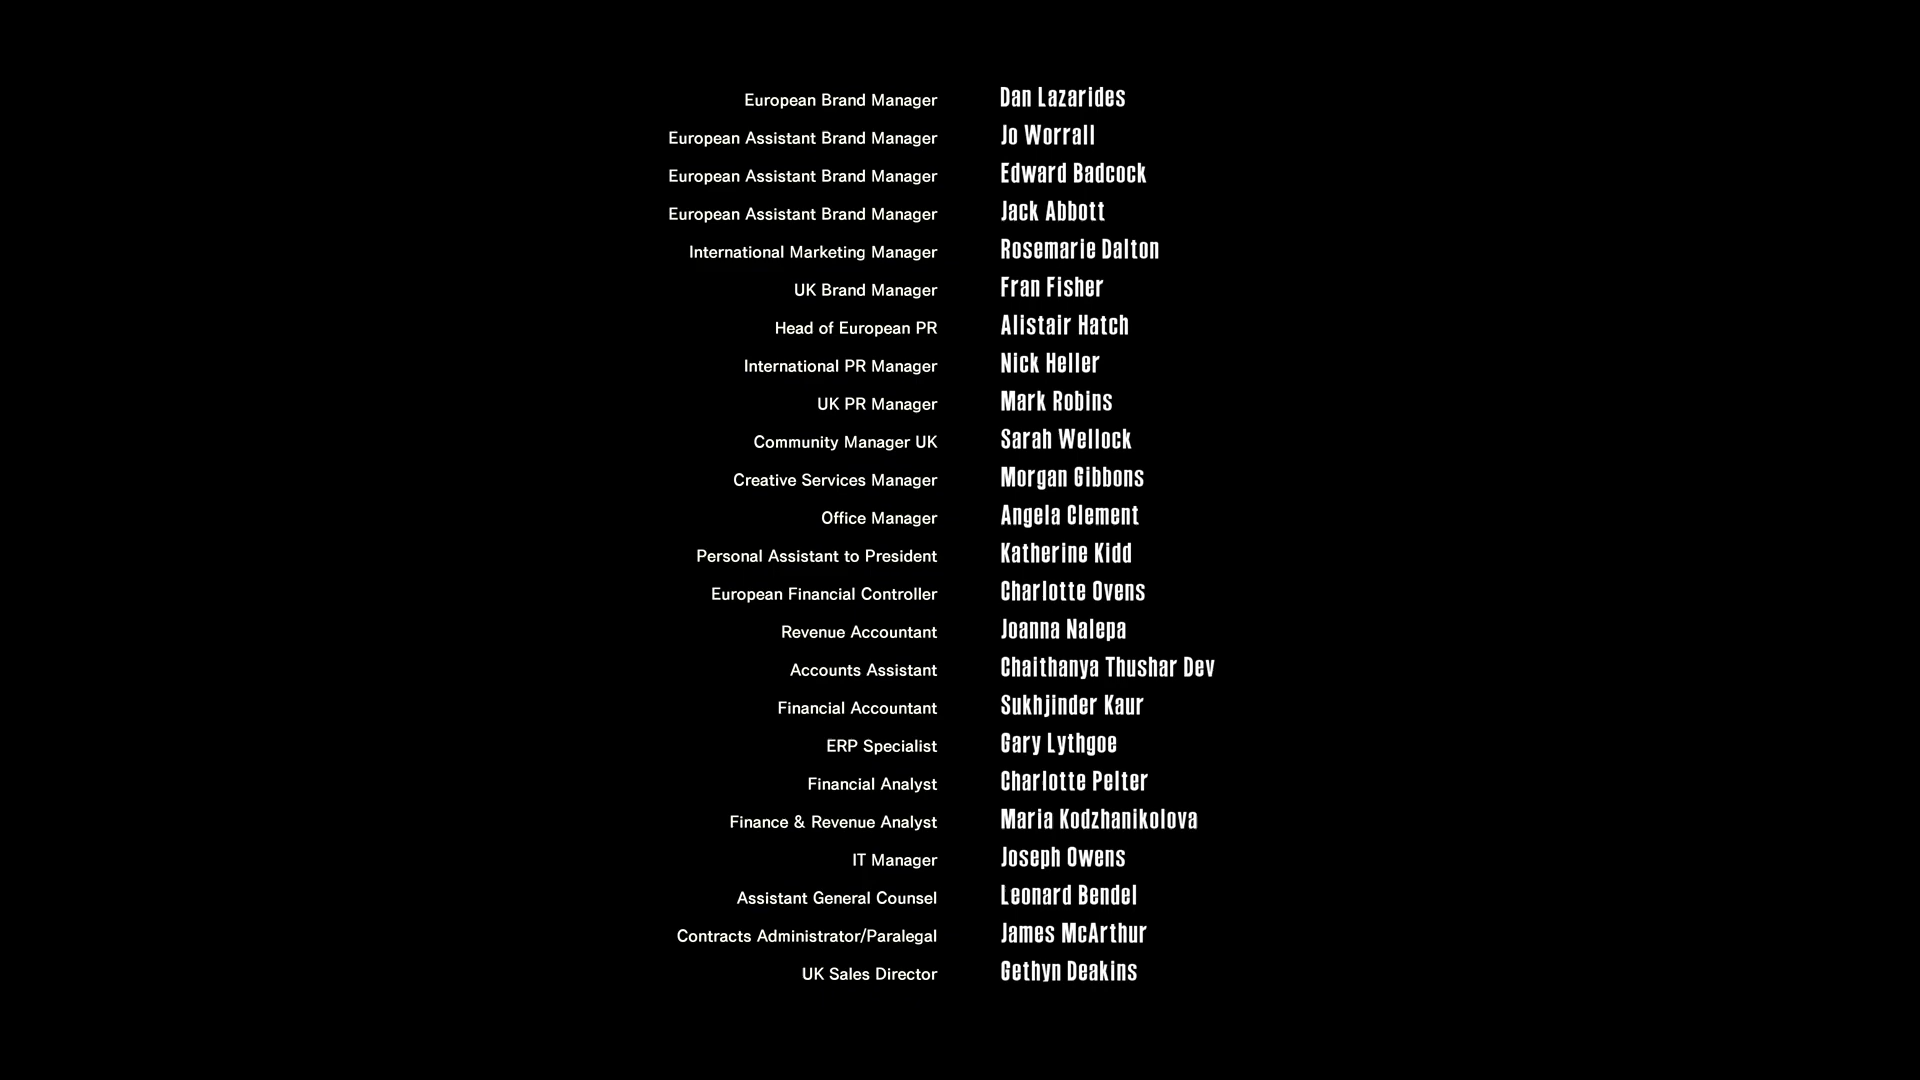 European Brand Manager Dan Lazarides
European Assistant Brand Manager Jo Worrall
European Assistant Brand Manager Edward Badcock
European Assistant Brand Manager Jack Abbott
International Marketing Manager Rosemarie Dalton
UK Brand Manager Fran Fisher
Head of European PR Alistair Hatch
International PR Manager Nick Heller
UK PR Manager Mark Robins
Community Manager UK Sarah Wellock
Creative Services Manager Morgan Gibbons
Office Manager Angela Clement
Personal Assistant to President Katherine Kidd
European Financial Controller Charlotte Ovens
Revenue Accountant Joanna Nalepa
Accounts Assistant Chaithanya Thushar Dev
Financial Accountant Sukhjinder Kaur
ERP Specialist Gary Lythgoe
Financial Analyst Charlotte Pelter
Finance & Revenue Analyst Maria Kodzhanikolova
IT Manager Joseph Owens
Assistant General Counsel Leonard Bendel
Contracts Administrator/Paralegal James McArthur
UK Sales Director Gethyn Deakins